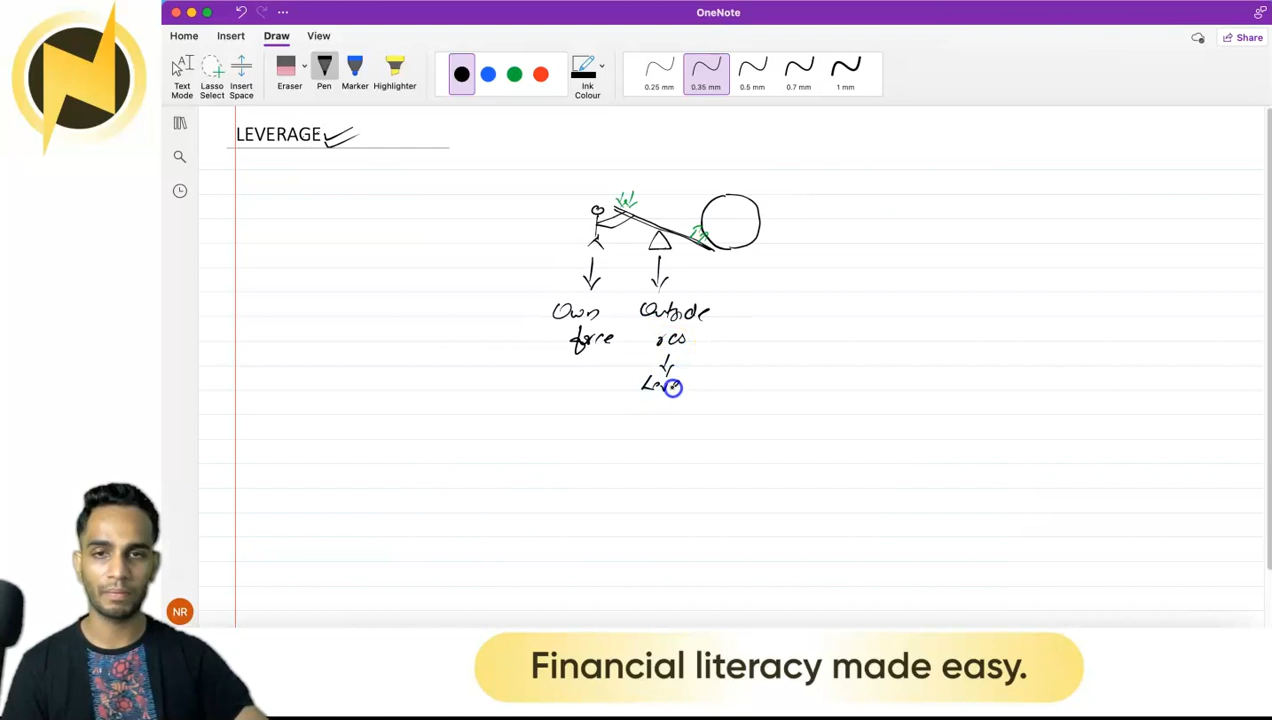 OneNote
Home Insert Draw View
Share
Text Mode
Lasso Select
Insert Space
Eraser
Pen
Marker
Highlighter
Ink Colour
0.25 mm
0.35 mm
0.5 mm
0.7 mm
1 mm
LEVERAGE
Own Outside
force res
Leve
NR
Financial literacy made easy.